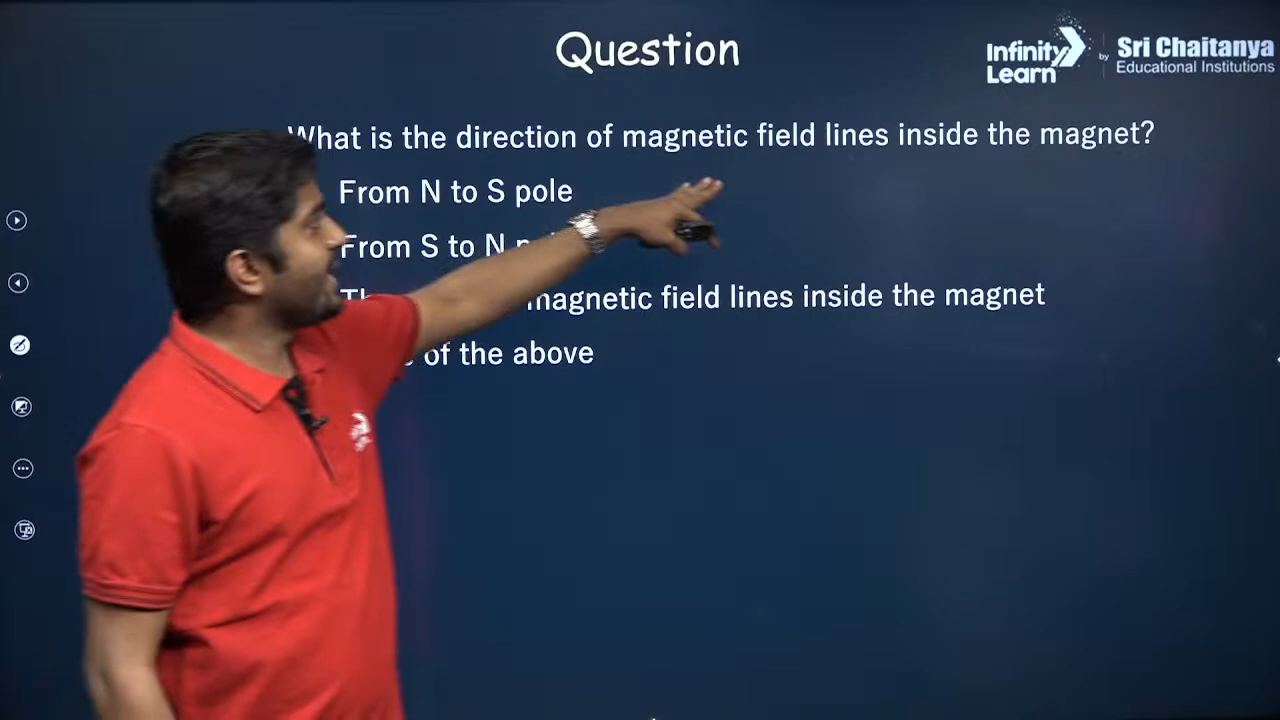 Question
Infinity Learn
by
Sri Chaitanya
Educational Institutions
What is the direction of magnetic field lines inside the magnet?
From N to S pole
From S to N
magnetic field lines inside the magnet
of the above